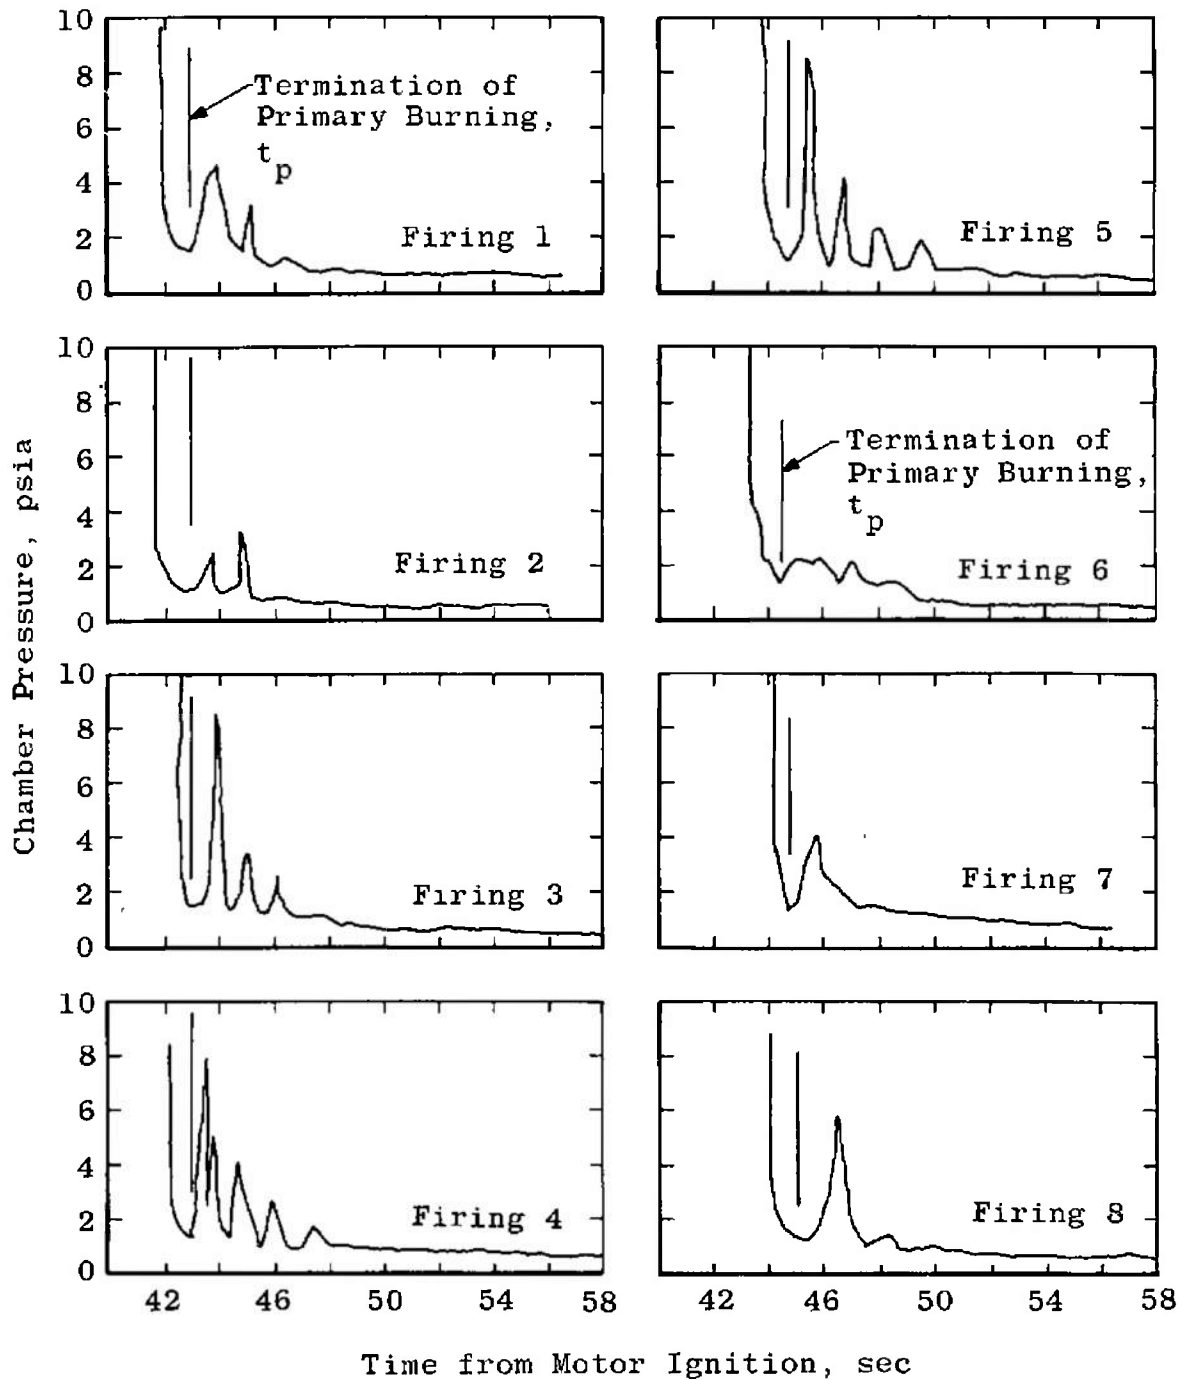 10
8
6
4
2
0
Termination of
Primary Burning,
t_p
Firing 1
Firing 5
10
8
6
4
2
0
Firing 2
Termination of
Primary Burning,
t_p
Firing 6
10
8
6
4
2
0
Fıring 3
Firing 7
10
8
6
4
2
0
Firing 4
Firing 8
42 46 50 54 58
42 46 50 54 58
Chamber Pressure, psia
Time from Motor Ignition, sec